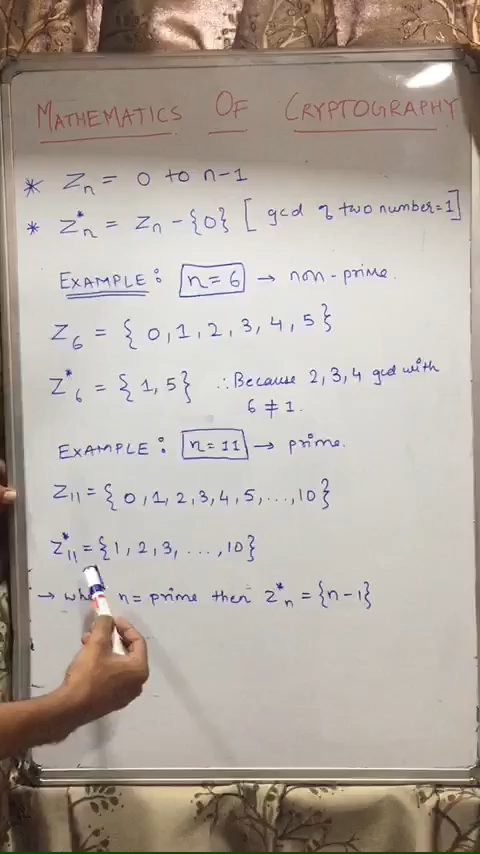 MATHEMATICS OF CRYPTOGRAPHY
* Zn = 0 to n-1
* Z*n = Zn - {0} [ gcd of two number=1]
EXAMPLE: n=6 → non-prime.
Z6 = { 0,1,2,3,4,5}
Z*6 = {1,5} ∴Because 2,3,4 gcd with
6 ≠ 1.
EXAMPLE: n=11 → prime.
Z11 = { 0,1,2,3,4,5,...,10}
Z*11 = {1,2,3,...,10}
→ n= prime then Z*n = {n-1}